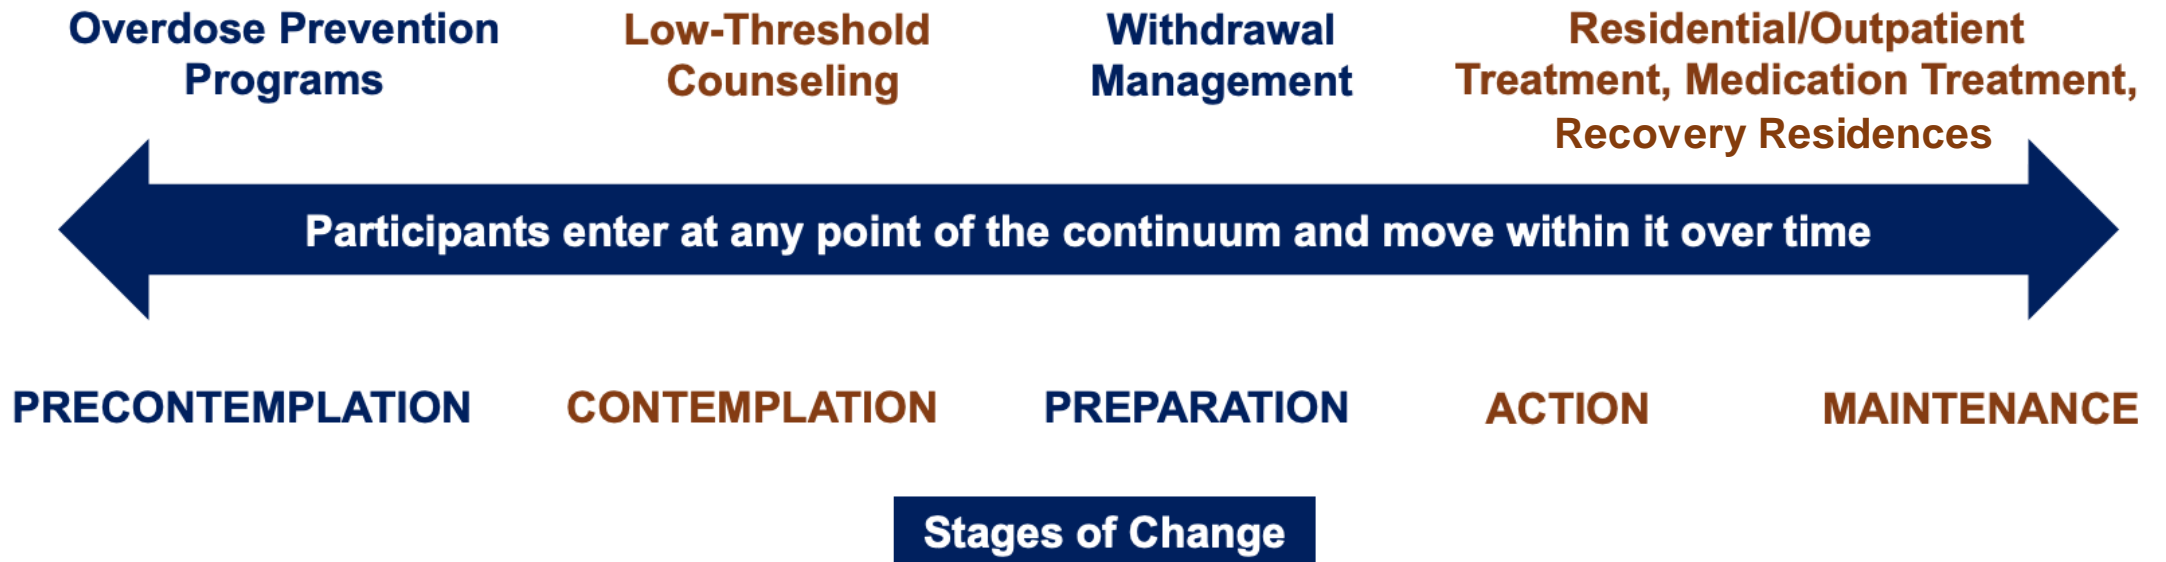 Overdose Prevention
Programs
Low-Threshold
Counseling
Withdrawal
Management
Residential/Outpatient
Treatment, Medication Treatment,
Recovery Residences
Participants enter at any point of the continuum and move within it over time
PRECONTEMPLATION
CONTEMPLATION
PREPARATION
ACTION
MAINTENANCE
Stages of Change